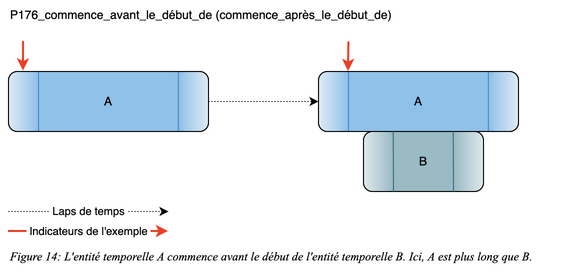 P176_commence_avant_le_début_de (commence_après_le_début_de)
A
A
B
Laps de temps
Indicateurs de l'exemple
Figure 14: L'entité temporelle A commence avant le début de l'entité temporelle B. Ici, A est plus long que B.